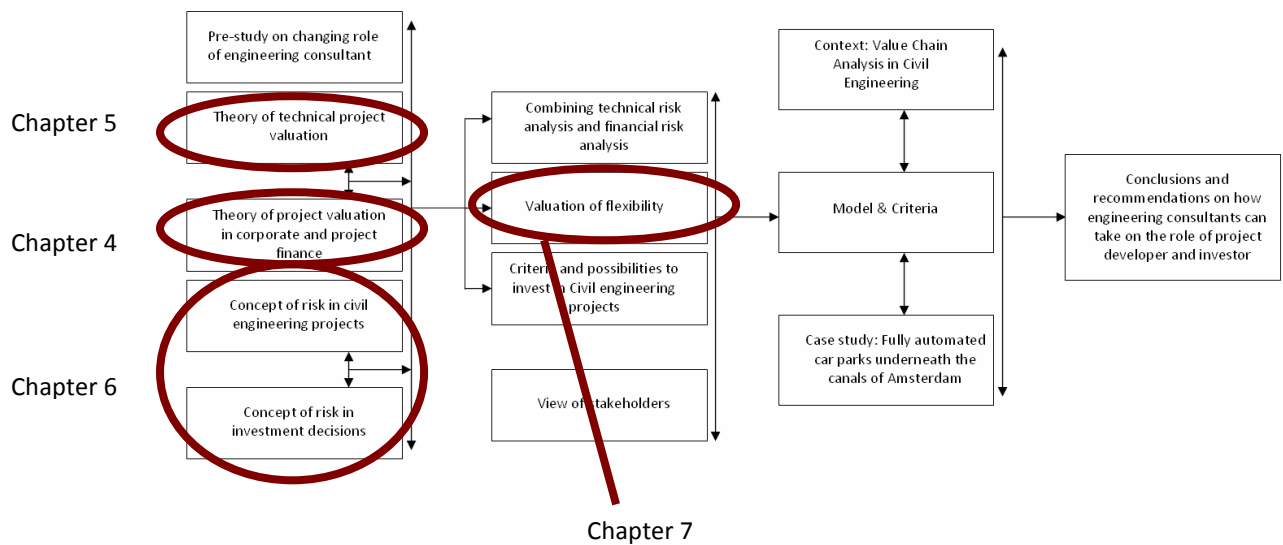 Pre-study on changing role
of engineering consultant
Chapter 5
Theory of technical project
valuation
Chapter 4
Theory of project valuation
in corporate and project
finance
Concept of risk in civil
engineering projects
Chapter 6
Concept of risk in
investment decisions
Combining technical risk
analysis and financial risk
analysis
Valuation of flexibility
Criteria and possibilities to
invest in Civil engineering
projects
View of stakeholders
Chapter 7
Context: Value Chain
Analysis in Civil
Engineering
Model & Criteria
Case study: Fully automated
car parks underneath the
canals of Amsterdam
Conclusions and
recommendations on how
engineering consultants can
take on the role of project
developer and investor